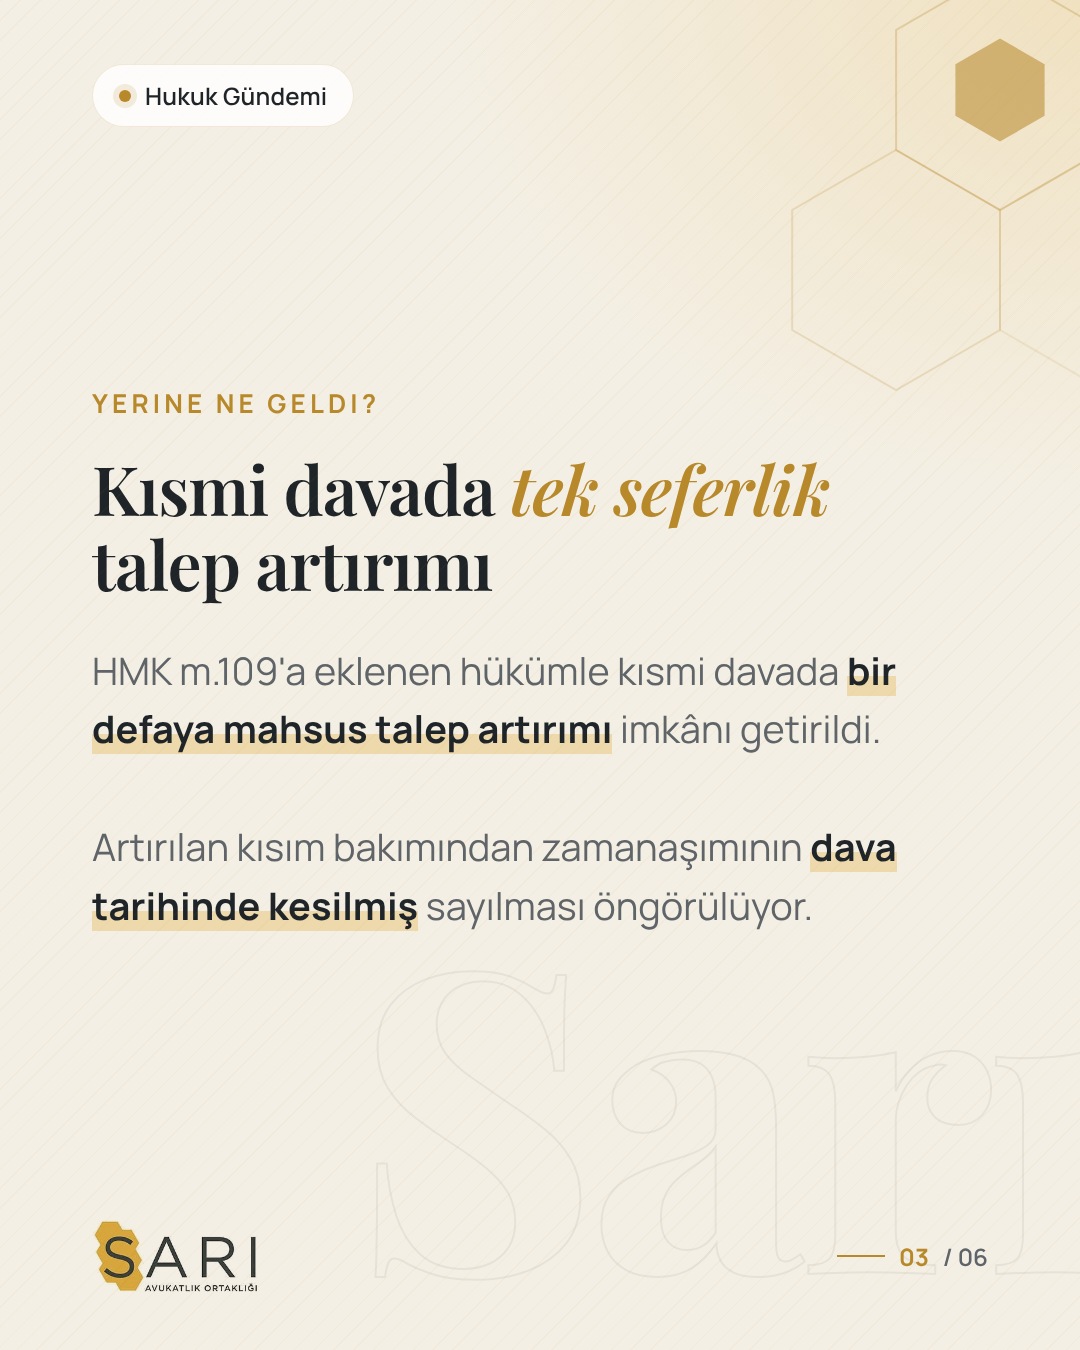 Hukuk Gündemi
YERINE NE GELDI?
Kısmi davada tek seferlik
talep artırımı
HMK m.109'a eklenen hükümle kısmi davada bir
defaya mahsus talep artırımı imkânı getirildi.
Artırılan kısım bakımından zamanaşımının dava
tarihinde kesilmiş sayılması öngörülüyor.
Sarı
SARI
AVUKATLIK ORTAKLIĞI
03 / 06